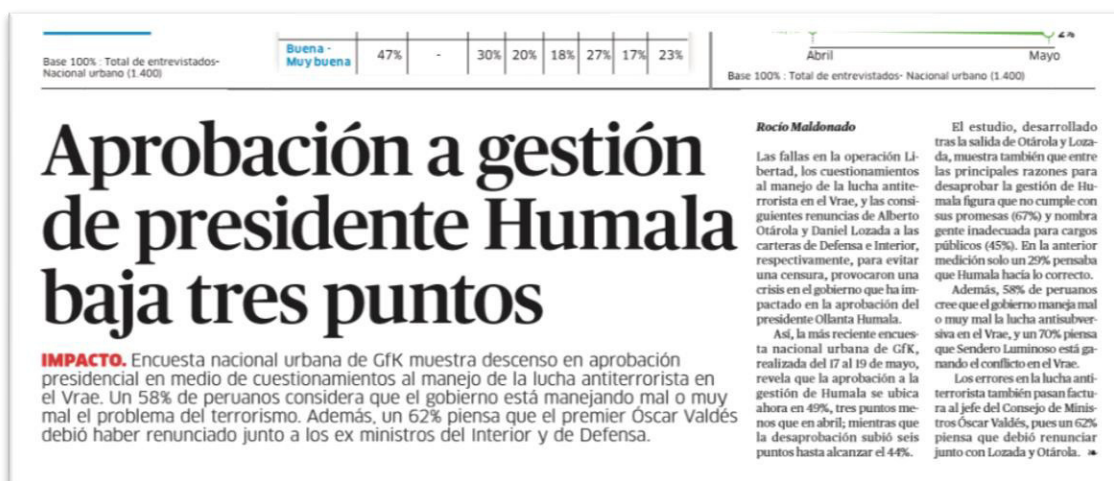 Base 100% : Total de entrevistados-
Nacional urbano (1.400)
Buena -
Muy buena 47% - 30% 20% 18% 27% 17% 23%
2%
Abril Mayo
Base 100% : Total de entrevistados- Nacional urbano (1.400)
Aprobación a gestión
de presidente Humala
baja tres puntos
IMPACTO. Encuesta nacional urbana de GfK muestra descenso en aprobación
presidencial en medio de cuestionamientos al manejo de la lucha antiterrorista en
el Vrae. Un 58% de peruanos considera que el gobierno está manejando mal o muy
mal el problema del terrorismo. Además, un 62% piensa que el premier Óscar Valdés
debió haber renunciado junto a los ex ministros del Interior y de Defensa.
Rocío Maldonado
Las fallas en la operación Li-
bertad, los cuestionamientos
al manejo de la lucha antite-
rrorista en el Vrae, y las consi-
guientes renuncias de Alberto
Otárola y Daniel Lozada a las
carteras de Defensa e Interior,
respectivamente, para evitar
una censura, provocaron una
crisis en el gobierno que ha im-
pactado en la aprobación del
presidente Ollanta Humala.
Así, la más reciente encues-
ta nacional urbana de GFK,
realizada del 17 al 19 de mayo,
revela que la aprobación a la
gestión de Humala se ubica
ahora en 49%, tres puntos me-
nos que en abril; mientras que
la desaprobación subió seis
puntos hasta alcanzar el 44%.
El estudio, desarrollado
tras la salida de Otárola y Loza-
da, muestra también que entre
las principales razones para
desaprobar la gestión de Hu-
mala figura que no cumple con
sus promesas (67%) y nombra
gente inadecuada para cargos
públicos (45%). En la anterior
medición solo un 29% pensaba
que Humala hacía lo correcto.
Además, 58% de peruanos
cree que el gobierno maneja mal
o muy mal la lucha antisubver-
siva en el Vrae, y un 70% piensa
que Sendero Luminoso está ga-
nando el conflicto en el Vrae.
Los errores en la lucha anti-
terrorista también pasan factu-
ra al jefe del Consejo de Minis-
tros Óscar Valdés, pues un 62%
piensa que debió renunciar
junto con Lozada y Otárola.